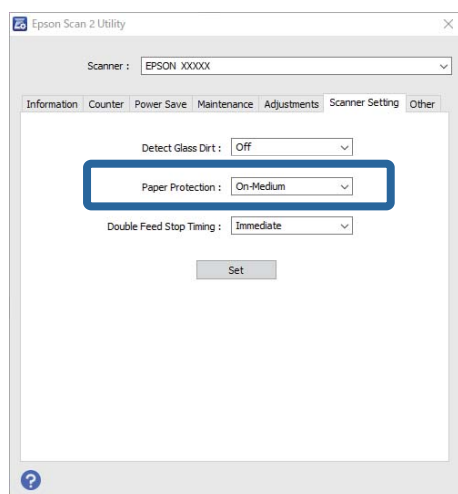 Epson Scan 2 Utility
Scanner : EPSON XXXXX
Information Counter Power Save Maintenance Adjustments Scanner Setting Other
Detect Glass Dirt : Off
Paper Protection : On-Medium
Double Feed Stop Timing : Immediate
Set
?